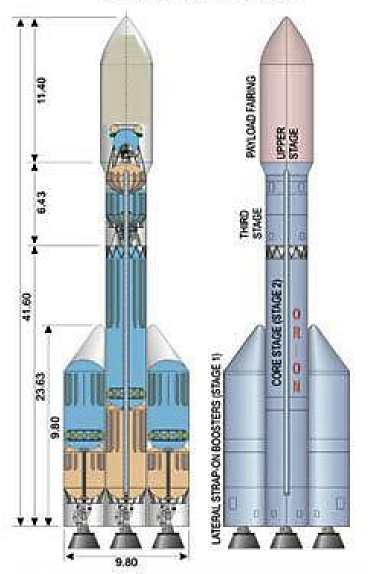 11.40
6.43
41.60
23.63
9.80
9.80
PAYLOAD FAIRING
UPPER
STAGE
THIRD
STAGE
CORE STAGE (STAGE 2)
ORION
LATERAL STRAP-ON BOOSTERS (STAGE 1)